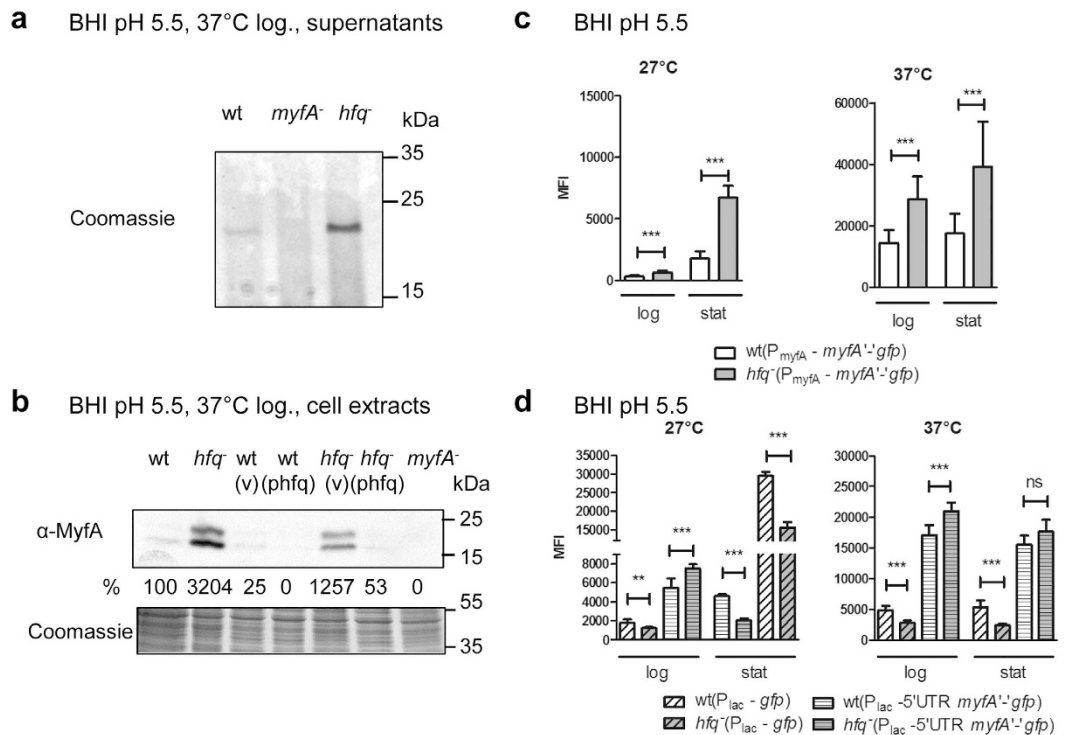 a BHI pH 5.5, 37°C log., supernatants
wt myfA- hfq- kDa
35
25
15
Coomassie
b BHI pH 5.5, 37°C log., cell extracts
wt hfq- wt wt hfq- hfq- myfA-
(v) (phfq) (v) (phfq) kDa
α-MyfA
25
15
% 100 3204 25 0 1257 53 0
55
Coomassie
35
c BHI pH 5.5
27°C
MFI
15000
10000
5000
0
*** ***
log stat
37°C
60000
40000
20000
0
*** ***
log stat
wt(PmyfA - myfA'-'gfp)
hfq-(PmyfA - myfA'-'gfp)
d BHI pH 5.5
27°C
MFI
35000
30000
25000
20000
15000
10000
8000
6000
4000
2000
0
** *** *** ***
log stat
37°C
30000
25000
20000
15000
10000
5000
0
*** *** *** ns
log stat
wt(Plac - gfp) wt(Plac -5'UTR myfA'-'gfp)
hfq-(Plac - gfp) hfq-(Plac -5'UTR myfA'-'gfp)